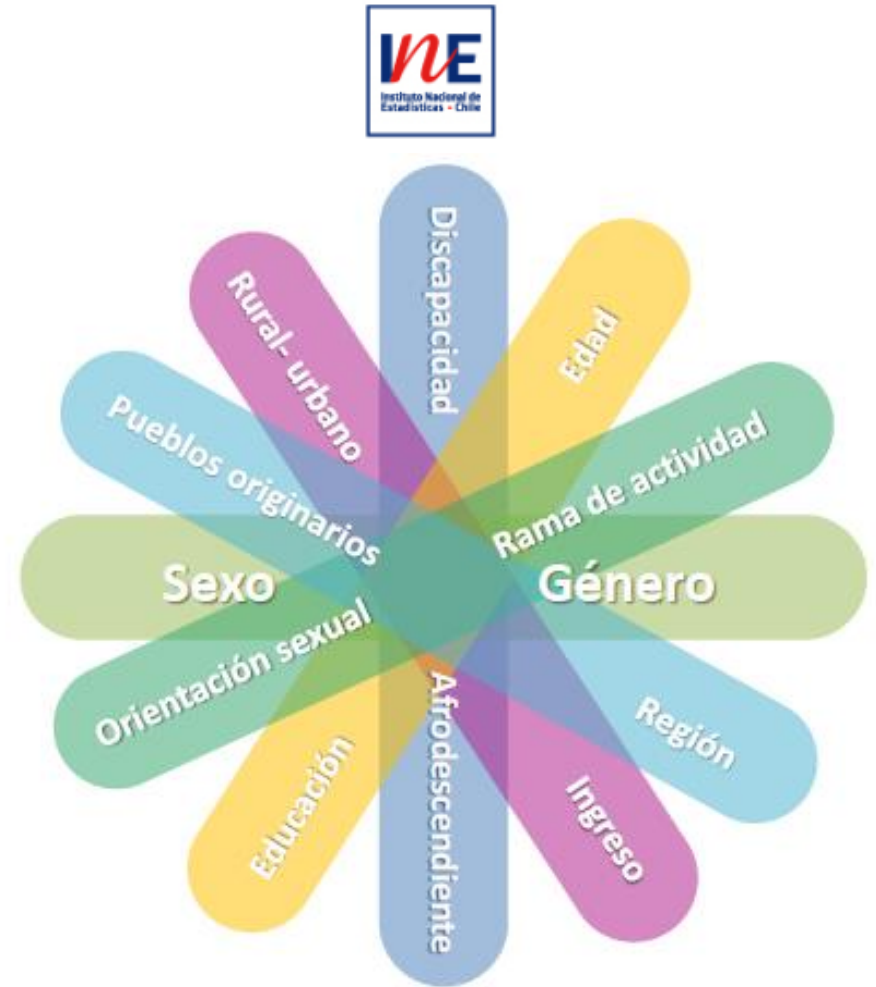 INE
Instituto Nacional de
Estadísticas • Chile
Discapacidad
Edad
Rural- urbano
Rama de actividad
Pueblos originarios
Sexo
Género
Orientación sexual
Región
Educación
Afrodescendiente
Ingreso